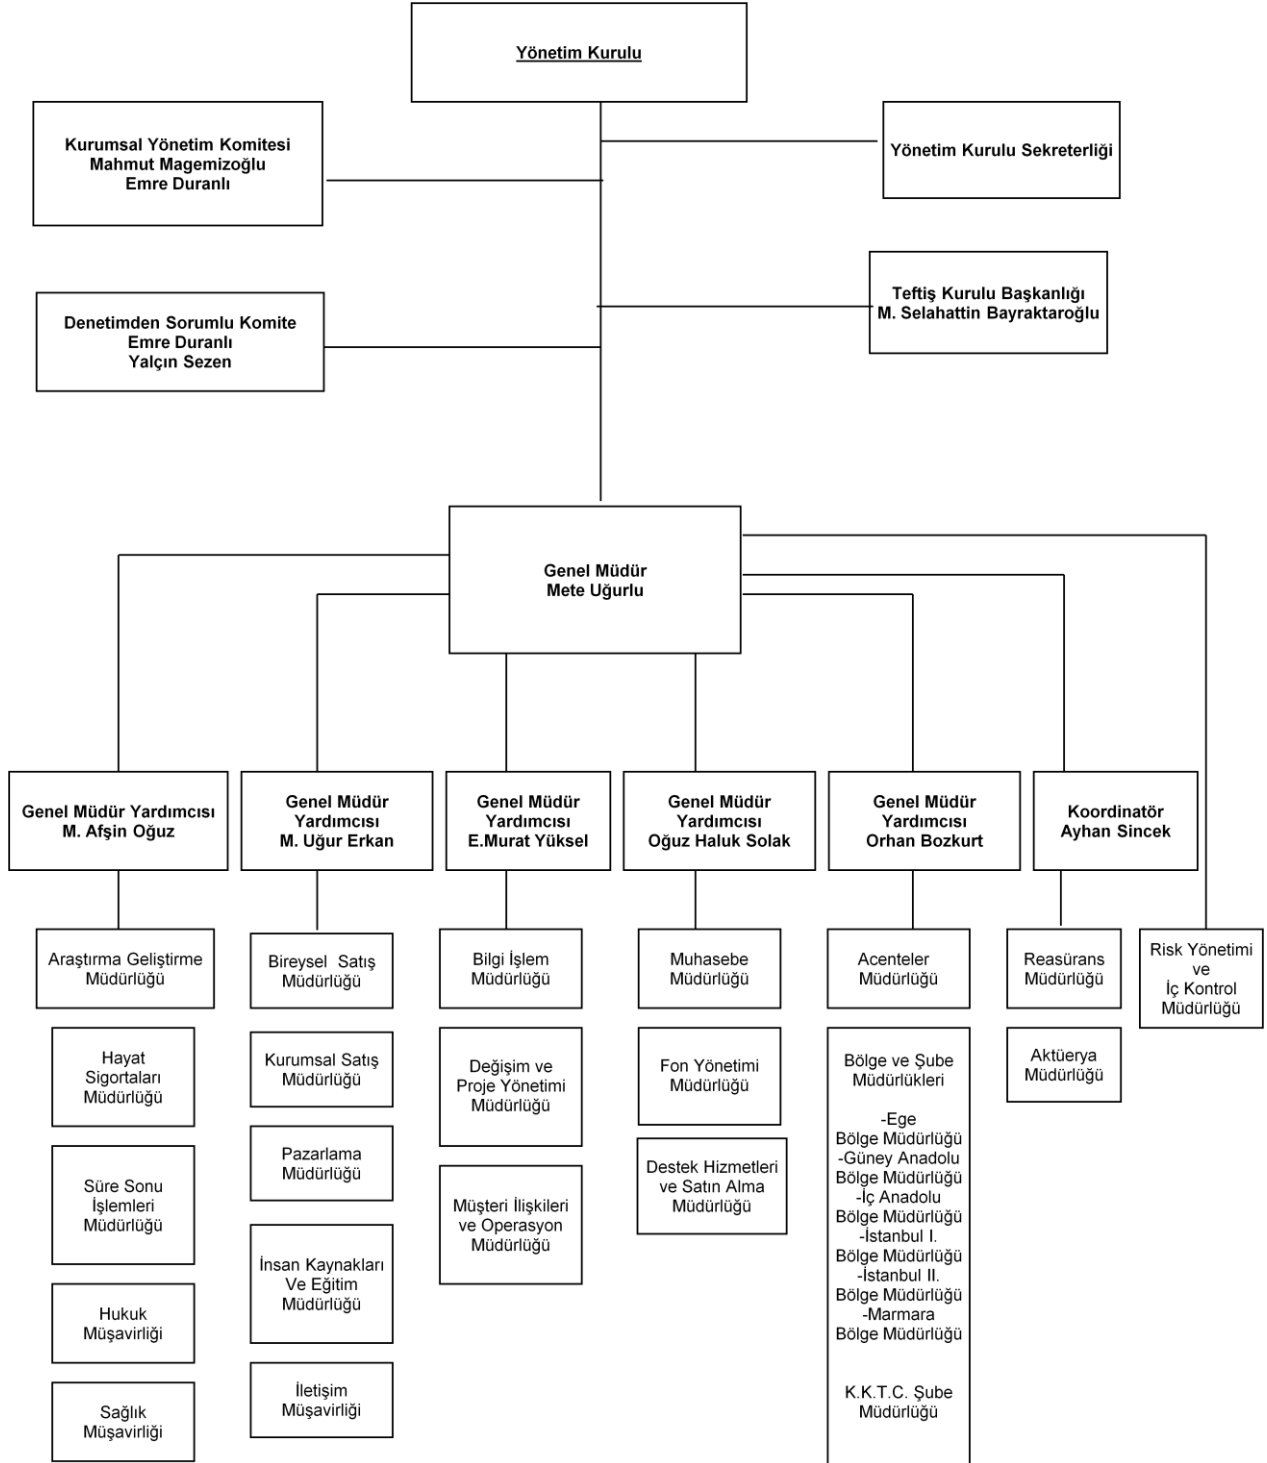 Yönetim Kurulu
Kurumsal Yönetim Komitesi
Mahmut Magemizoğlu
Emre Duranlı
Yönetim Kurulu Sekreterliği
Teftiş Kurulu Başkanlığı
M. Selahattin Bayraktaroğlu
Denetimden Sorumlu Komite
Emre Duranlı
Yalçın Sezen
Genel Müdür
Mete Uğurlu
Genel Müdür Yardımcısı
M. Afşin Oğuz
Genel Müdür
Yardımcısı
M. Uğur Erkan
Genel Müdür
Yardımcısı
E.Murat Yüksel
Genel Müdür
Yardımcısı
Oğuz Haluk Solak
Genel Müdür
Yardımcısı
Orhan Bozkurt
Koordinatör
Ayhan Sincek
Araştırma Geliştirme
Müdürlüğü
Hayat
Sigortaları
Müdürlüğü
Süre Sonu
İşlemleri
Müdürlüğü
Hukuk
Müşavirliği
Sağlık
Müşavirliği
Bireysel  Satış
Müdürlüğü
Kurumsal Satış
Müdürlüğü
Pazarlama
Müdürlüğü
İnsan Kaynakları
Ve Eğitim
Müdürlüğü
İletişim
Müşavirliği
Bilgi İşlem
Müdürlüğü
Değişim ve
Proje Yönetimi
Müdürlüğü
Müşteri İlişkileri
ve Operasyon
Müdürlüğü
Muhasebe
Müdürlüğü
Fon Yönetimi
Müdürlüğü
Destek Hizmetleri
ve Satın Alma
Müdürlüğü
Acenteler
Müdürlüğü
Bölge ve Şube
Müdürlükleri
-Ege
Bölge Müdürlüğü
-Güney Anadolu
Bölge Müdürlüğü
-İç Anadolu
Bölge Müdürlüğü
-İstanbul I.
Bölge Müdürlüğü
-İstanbul II.
Bölge Müdürlüğü
-Marmara
Bölge Müdürlüğü
K.K.T.C. Şube
Müdürlüğü
Reasürans
Müdürlüğü
Aktüerya
Müdürlüğü
Risk Yönetimi
ve
İç Kontrol
Müdürlüğü